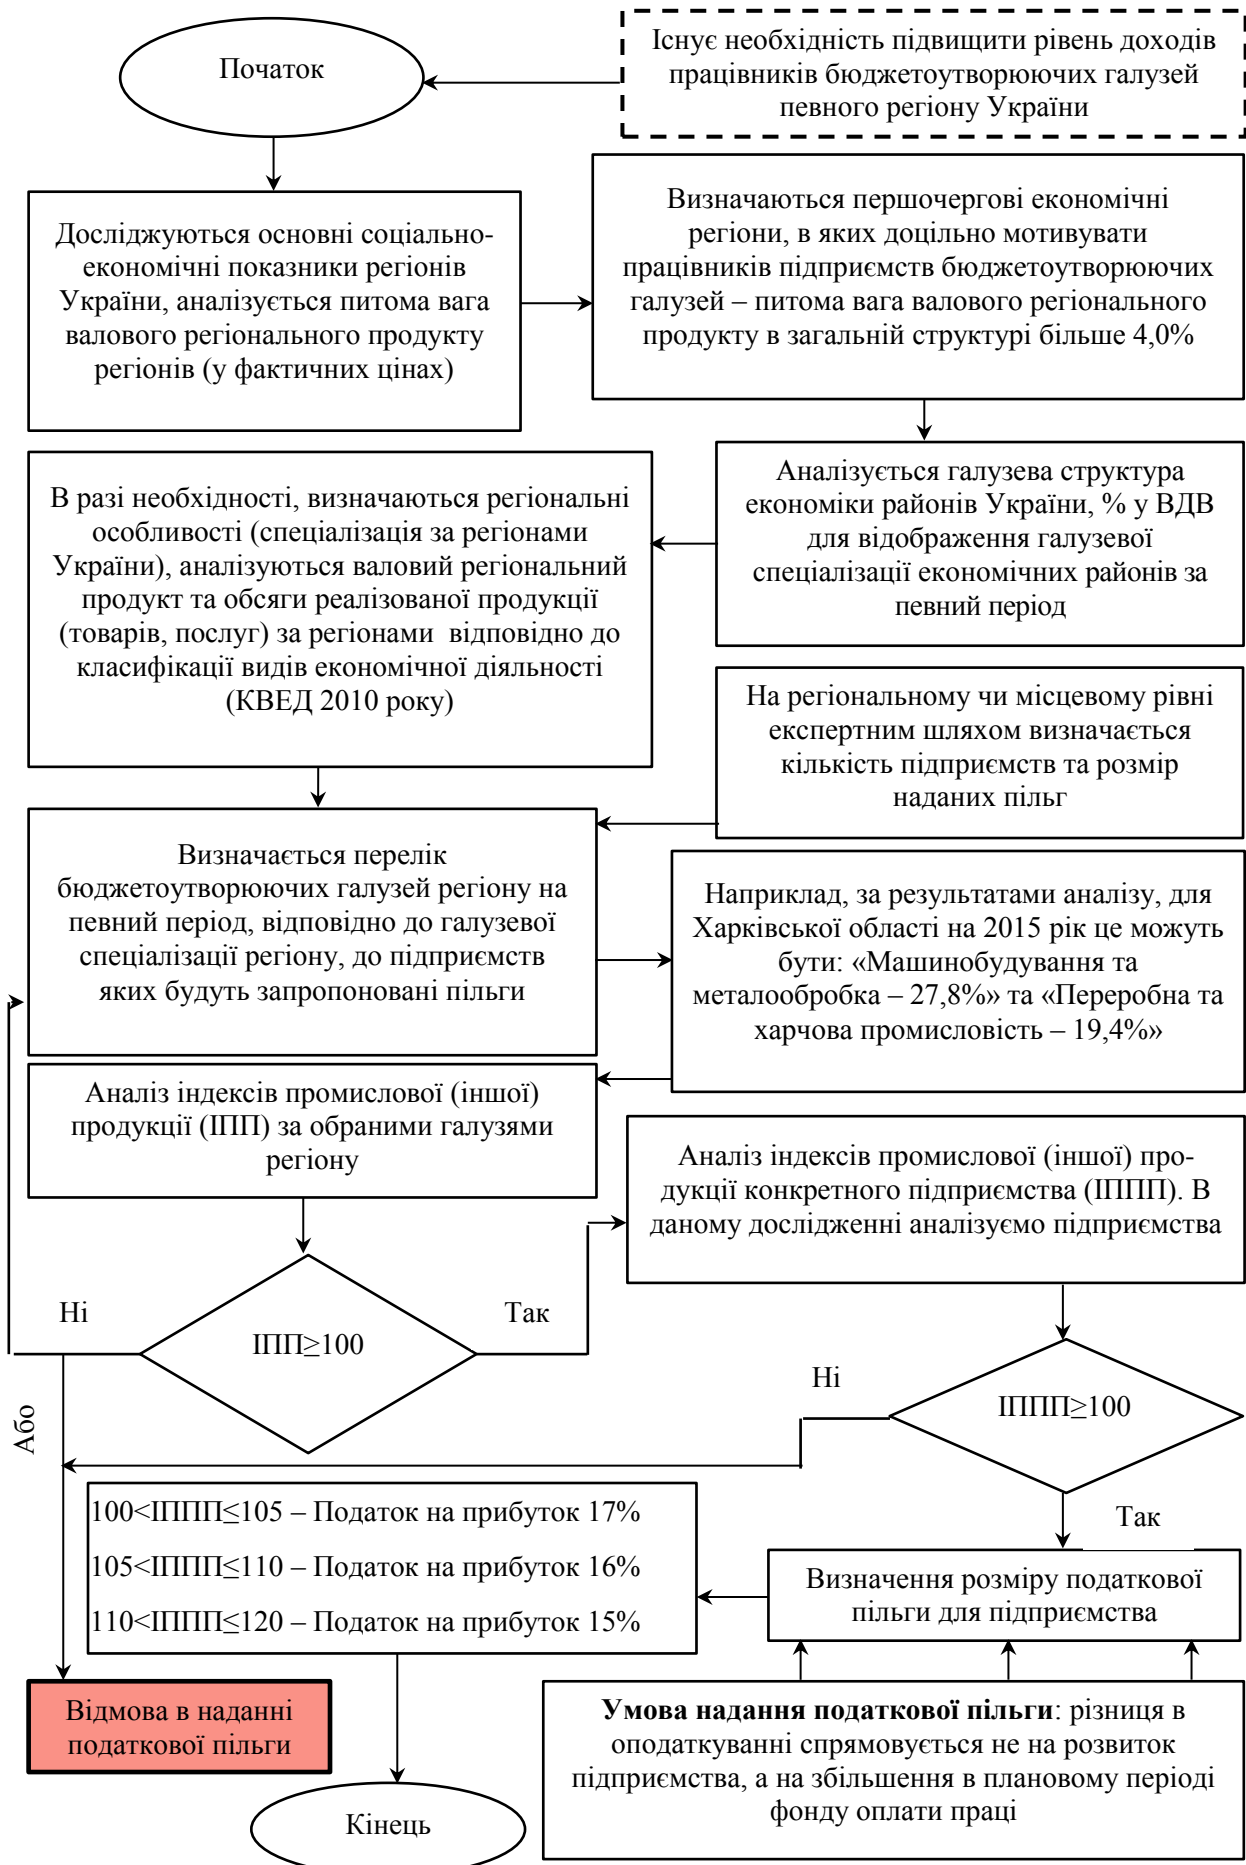 Початок
Існує необхідність підвищити рівень доходів
працівників бюджетоутворюючих галузей
певного регіону України
Досліджуються основні соціально-
економічні показники регіонів
України, аналізується питома вага
валового регіонального продукту
регіонів (у фактичних цінах)
Визначаються першочергові економічні
регіони, в яких доцільно мотивувати
працівників підприємств бюджетоутворюючих
галузей – питома вага валового регіонального
продукту в загальній структурі більше 4,0%
Аналізується галузева структура
економіки районів України, % у ВДВ
для відображення галузевої
спеціалізації економічних районів за
певний період
В разі необхідності, визначаються регіональні
особливості (спеціалізація за регіонами
України), аналізуються валовий регіональний
продукт та обсяги реалізованої продукції
(товарів, послуг) за регіонами відповідно до
класифікації видів економічної діяльності
(КВЕД 2010 року)
На регіональному чи місцевому рівні
експертним шляхом визначається
кількість підприємств та розмір
наданих пільг
Визначається перелік
бюджетоутворюючих галузей регіону на
певний період, відповідно до галузевої
спеціалізації регіону, до підприємств
яких будуть запропоновані пільги
Наприклад, за результатами аналізу, для
Харківської області на 2015 рік це можуть
бути: «Машинобудування та
металообробка – 27,8%» та «Переробна та
харчова промисловість – 19,4%»
Аналіз індексів промислової (іншої)
продукції (ІПП) за обраними галузями
регіону
Аналіз індексів промислової (іншої) про-
дукції конкретного підприємства (ІППП). В
даному дослідженні аналізуємо підприємства
Ні
ІПП≥100
Так
Або
Ні
ІППП≥100
Так
100<ІППП≤105 – Податок на прибуток 17%
105<ІППП≤110 – Податок на прибуток 16%
110<ІППП≤120 – Податок на прибуток 15%
Визначення розміру податкової
пільги для підприємства
Відмова в наданні
податкової пільги
Умова надання податкової пільги: різниця в
оподаткуванні спрямовується не на розвиток
підприємства, а на збільшення в плановому періоді
фонду оплати праці
Кінець